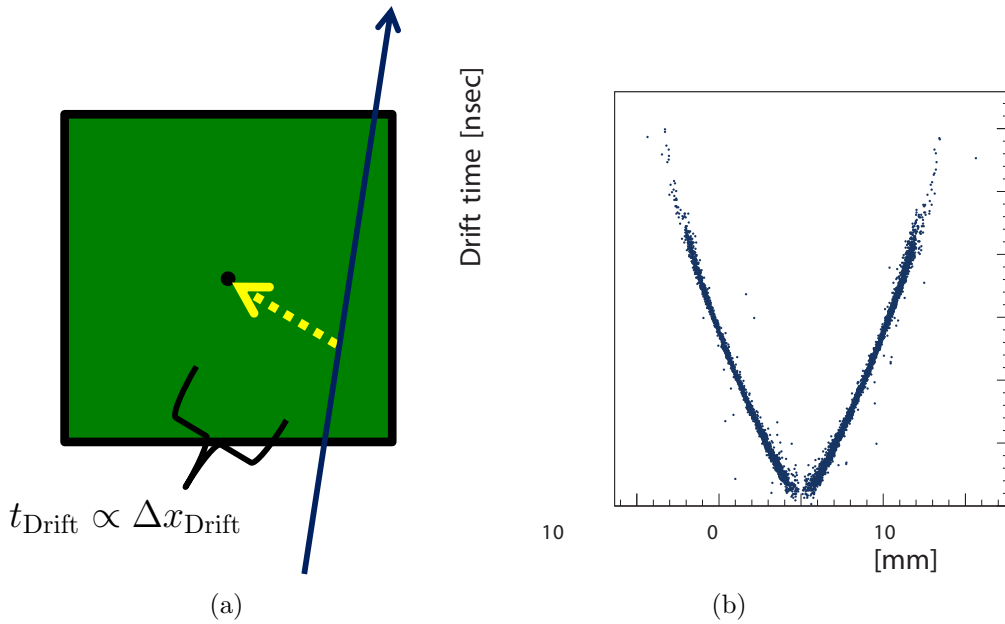 Drift time [nsec]
t_Drift ∝ Δx_Drift
10 0 10
[mm]
(a) (b)